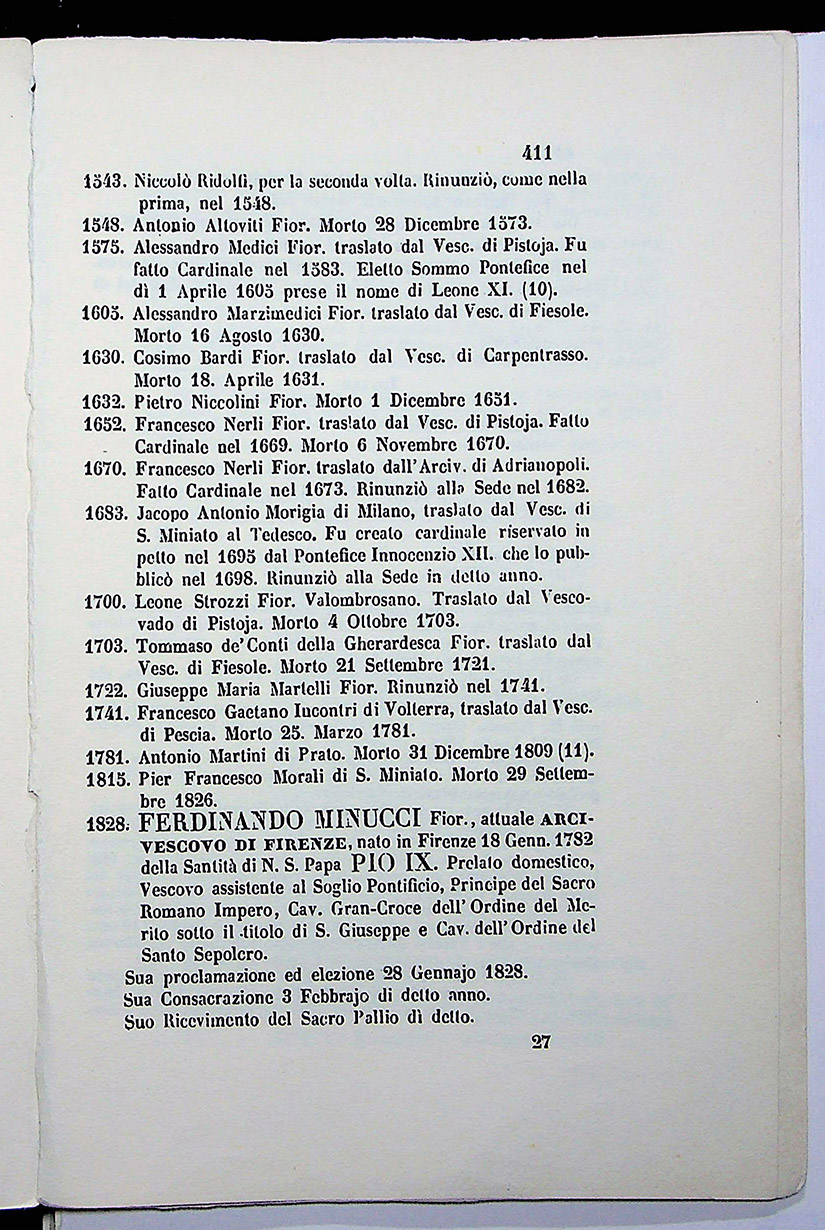 411
1543. Niccolò Ridolfi, per la seconda volta. Rinunziò, come nella
prima, nel 1548.
1548. Antonio Altoviti Fior. Morto 28 Dicembre 1573.
1575. Alessandro Medici Fior. traslato dal Vesc. di Pistoja. Fu
fatto Cardinale nel 1583. Eletto Sommo Pontefice nel
dì 1 Aprile 1605 prese il nome di Leone XI. (10).
1605. Alessandro Marzimedici Fior. traslato dal Vesc. di Fiesole.
Morto 16 Agosto 1630.
1630. Cosimo Bardi Fior. traslato dal Vesc. di Carpentrasso.
Morto 18. Aprile 1631.
1632. Pietro Niccolini Fior. Morto 1 Dicembre 1651.
1652. Francesco Nerli Fior. traslato dal Vesc. di Pistoja. Fatto
Cardinale nel 1669. Morto 6 Novembre 1670.
1670. Francesco Nerli Fior. traslato dall'Arciv. di Adrianopoli.
Fatto Cardinale nel 1673. Rinunziò alla Sede nel 1682.
1683. Jacopo Antonio Morigia di Milano, traslato dal Vesc. di
S. Miniato al Tedesco. Fu creato cardinale riservato in
petto nel 1695 dal Pontefice Innocenzio XII. che lo pub-
blicò nel 1698. Rinunziò alla Sede in detto anno.
1700. Leone Strozzi Fior. Valombrosano. Traslato dal Vesco-
vado di Pistoja. Morto 4 Ottobre 1703.
1703. Tommaso de'Conti della Gherardesca Fior. traslato dal
Vesc. di Fiesole. Morto 21 Settembre 1721.
1722. Giuseppe Maria Martelli Fior. Rinunziò nel 1741.
1741. Francesco Gaetano Incontri di Volterra, traslato dal Vesc.
di Pescia. Morto 25. Marzo 1781.
1781. Antonio Martini di Prato. Morto 31 Dicembre 1809 (11).
1815. Pier Francesco Morali di S. Miniato. Morto 29 Settem-
bre 1826.
1828. FERDINANDO MINUCCI Fior., attuale ARCI-
VESCOVO DI FIRENZE, nato in Firenze 18 Genn. 1782
della Santità di N. S. Papa PIO IX. Prelato domestico,
Vescovo assistente al Soglio Pontificio, Principe del Sacro
Romano Impero, Cav. Gran-Croce dell'Ordine del Me-
rito sotto il titolo di S. Giuseppe e Cav. dell'Ordine del
Santo Sepolcro.
Sua proclamazione ed elezione 28 Gennajo 1828.
Sua Consacrazione 3 Febbrajo di detto anno.
Suo Ricevimento del Sacro Pallio dì detto.
27